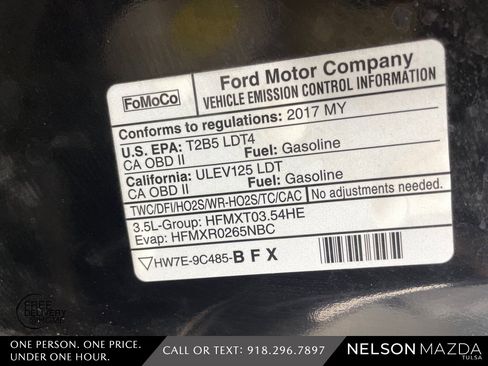 FoMoCo
Ford Motor Company
VEHICLE EMISSION CONTROL INFORMATION
Conforms to regulations: 2017 MY
U.S. EPA: T2B5 LDT4
CA OBD II Fuel: Gasoline
California: ULEV125 LDT
CA OBD II Fuel: Gasoline
TWC/DFI/HO2S/WR-HO2S/TC/CAC No adjustments needed.
3.5L-Group: HFMXT03.54HE
Evap: HFMXR0265NBC
HW7E-9C485-BFX
FREE
DELIVERY
ONE PERSON. ONE PRICE.
UNDER ONE HOUR.
CALL OR TEXT: 918.296.7897
NELSON MAZDA
TULSA